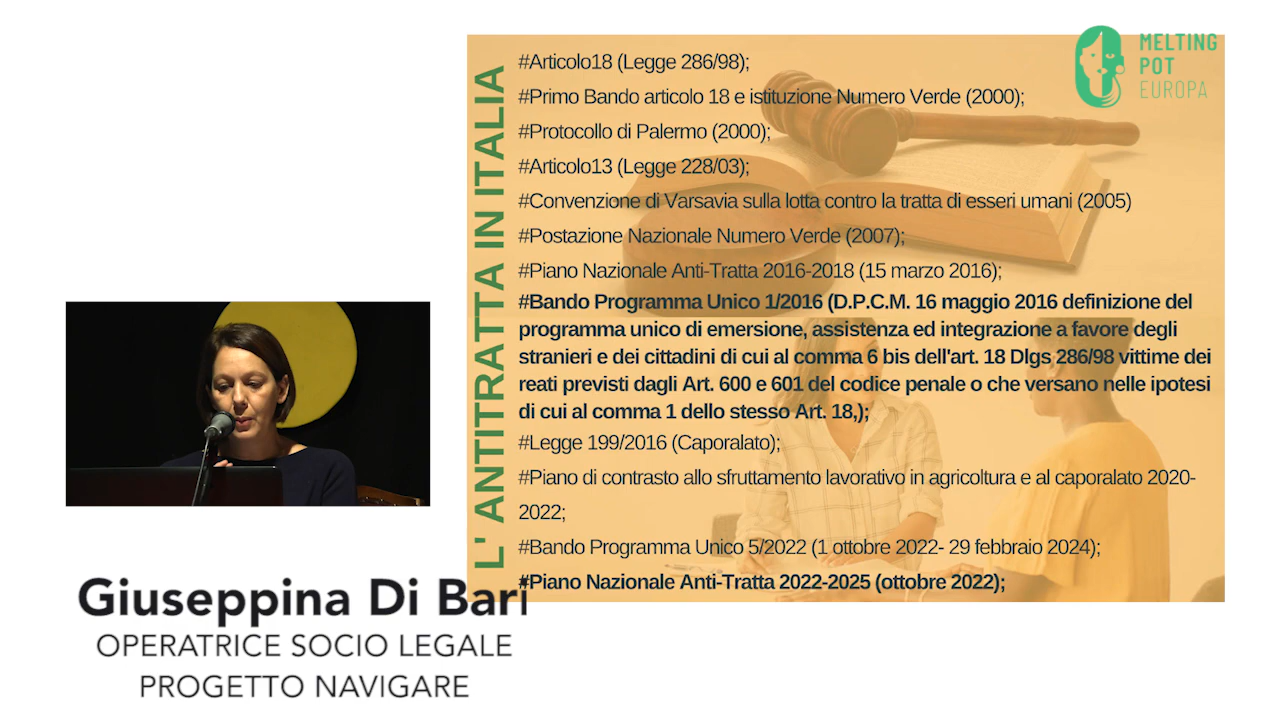 MELTING
POT
EUROPA
L' ANTITRATTA IN ITALIA
#Articolo18 (Legge 286/98);
#Primo Bando articolo 18 e istituzione Numero Verde (2000);
#Protocollo di Palermo (2000);
#Articolo13 (Legge 228/03);
#Convenzione di Varsavia sulla lotta contro la tratta di esseri umani (2005)
#Postazione Nazionale Numero Verde (2007);
#Piano Nazionale Anti-Tratta 2016-2018 (15 marzo 2016);
#Bando Programma Unico 1/2016 (D.P.C.M. 16 maggio 2016 definizione del
programma unico di emersione, assistenza ed integrazione a favore degli
stranieri e dei cittadini di cui al comma 6 bis dell'art. 18 Dlgs 286/98 vittime dei
reati previsti dagli Art. 600 e 601 del codice penale o che versano nelle ipotesi
di cui al comma 1 dello stesso Art. 18,);
#Legge 199/2016 (Caporalato);
#Piano di contrasto allo sfruttamento lavorativo in agricoltura e al caporalato 2020-
2022;
#Bando Programma Unico 5/2022 (1 ottobre 2022- 29 febbraio 2024);
#Piano Nazionale Anti-Tratta 2022-2025 (ottobre 2022);
Giuseppina Di Bari
OPERATRICE SOCIO LEGALE
PROGETTO NAVIGARE